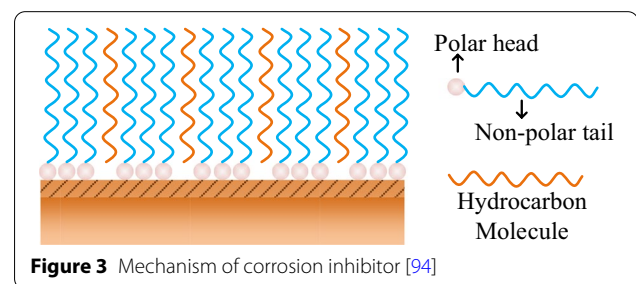 Polar head
Non-polar tail
Hydrocarbon
Molecule
Figure 3 Mechanism of corrosion inhibitor [94]